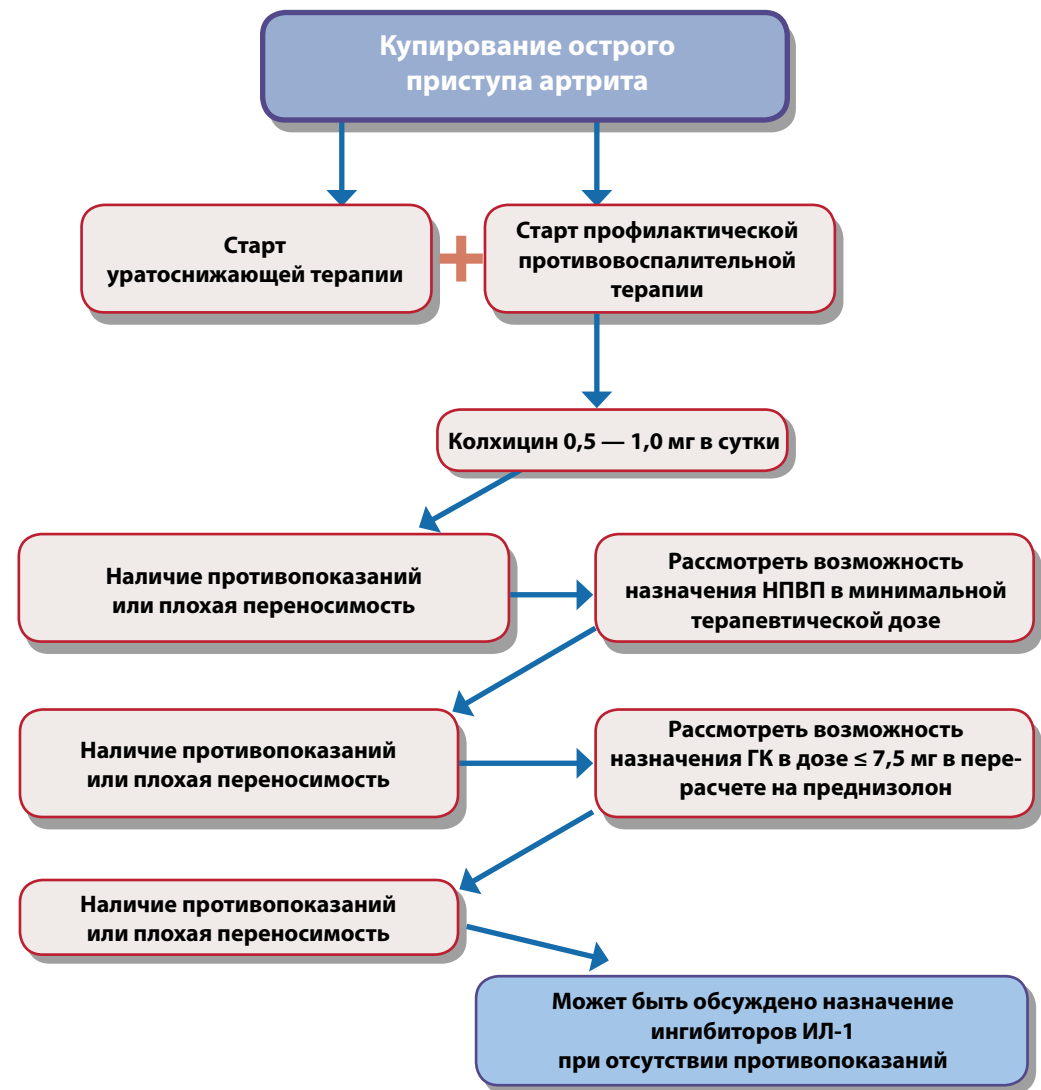 Купирование острого
приступа артрита
Старт
уратоснижающей терапии
+
Старт профилактической
противовоспалительной
терапии
Колхицин 0,5 — 1,0 мг в сутки
Наличие противопоказаний
или плохая переносимость
Рассмотреть возможность
назначения НПВП в минимальной
терапевтической дозе
Наличие противопоказаний
или плохая переносимость
Рассмотреть возможность
назначения ГК в дозе ≤ 7,5 мг в пере-
расчете на преднизолон
Наличие противопоказаний
или плохая переносимость
Может быть обсуждено назначение
ингибиторов ИЛ-1
при отсутствии противопоказаний